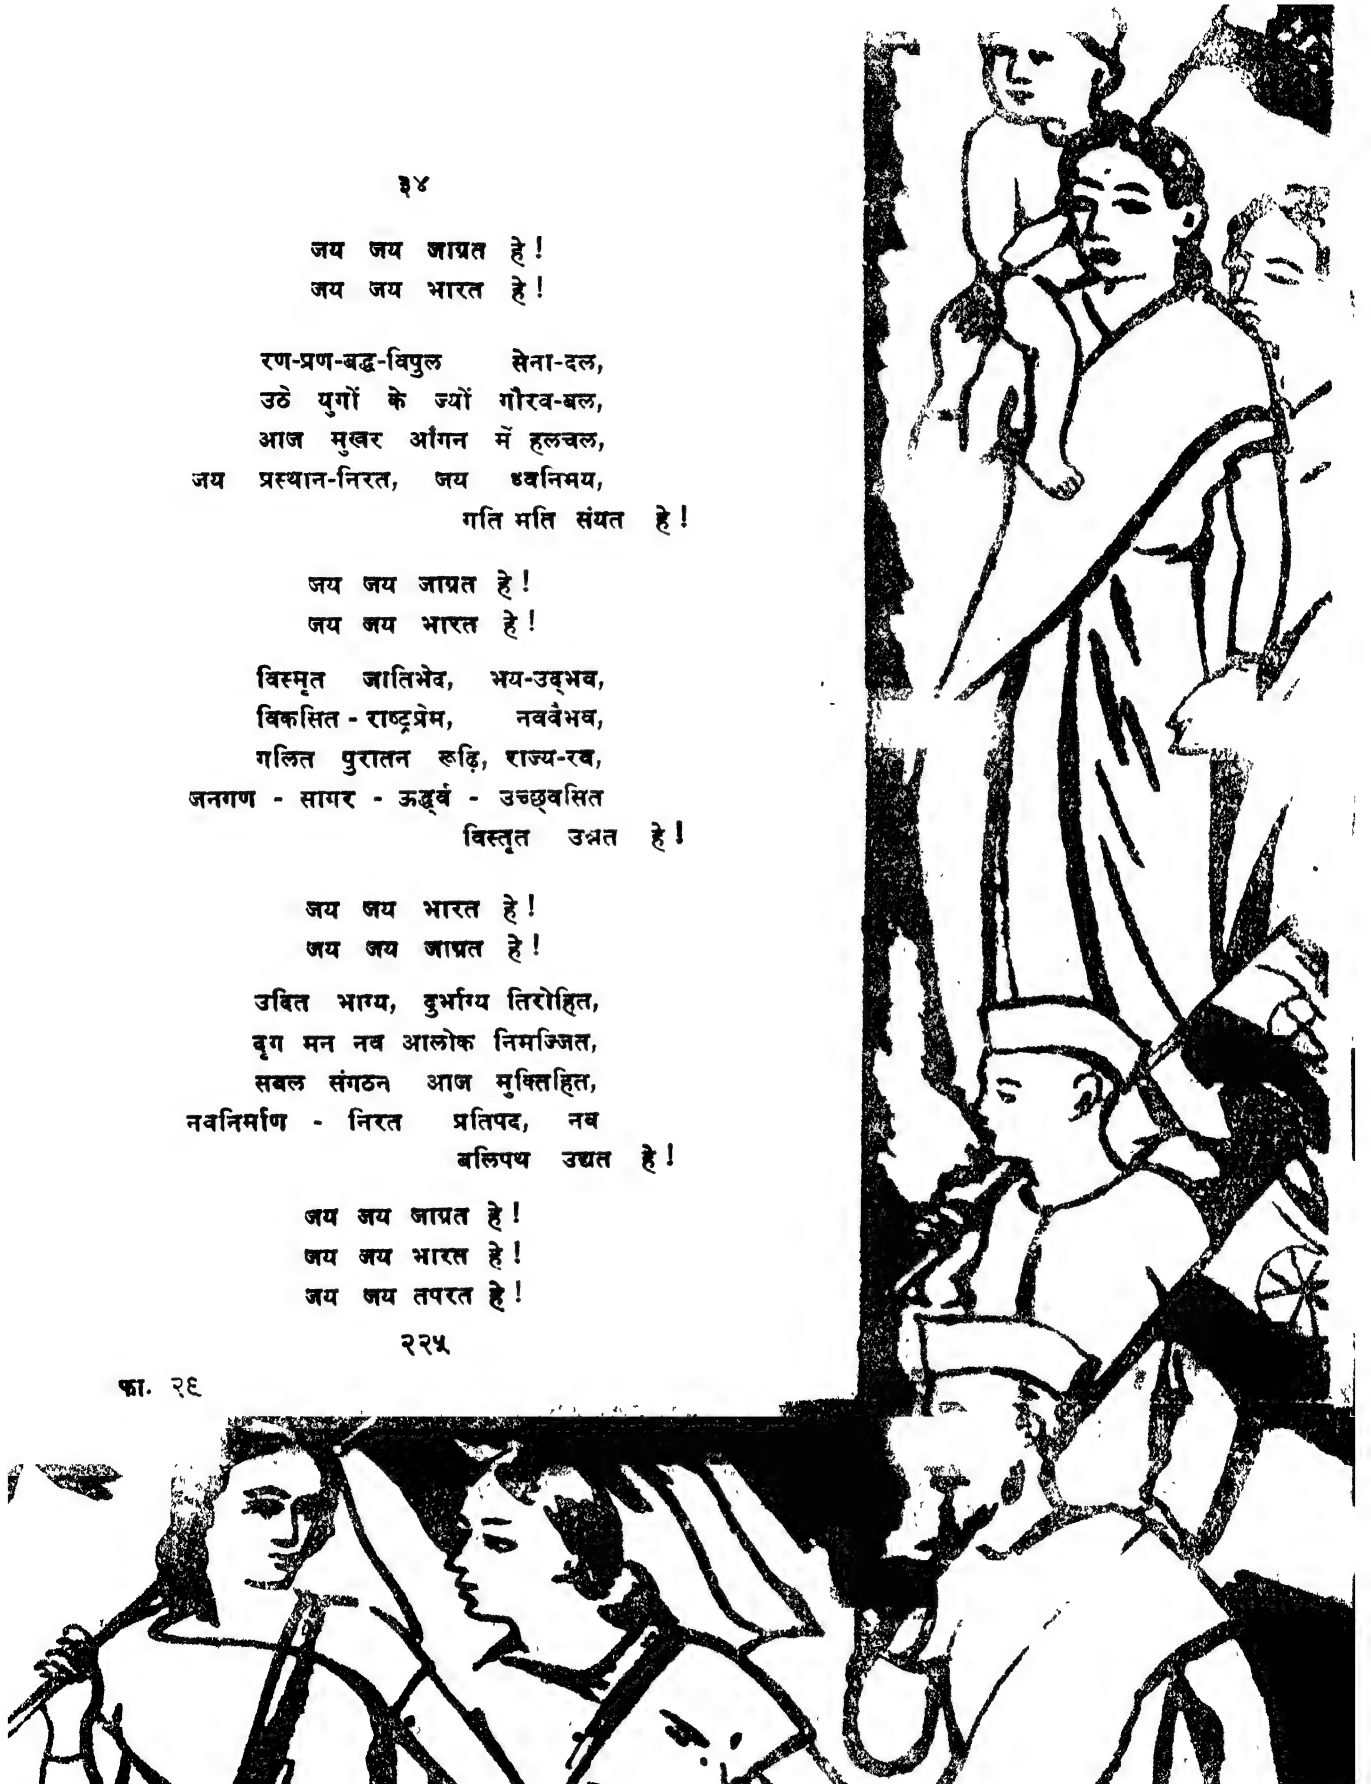 ३४
जय जय जाग्रत हे !
जय जय भारत हे !
रण-प्रण-बद्ध-विपुल सेना-दल,
उठे युगों के ज्यों गौरव-बल,
आज मुखर आँगन में हलचल,
जय प्रस्थान-निरत, जय ध्वनिमय,
गति मति संयत हे !
जय जय जाग्रत हे !
जय जय भारत हे !
विस्मृत जातिभेद, भय-उद्भव,
विकसित - राष्ट्रप्रेम, नववैभव,
गलित पुरातन रूढ़ि, राज्य-रव,
जनगण - सागर - ऊर्द्ध्व - उच्छ्वसित
विस्तृत उन्नत हे !
जय जय भारत हे !
जय जय जाग्रत हे !
उदित भाग्य, दुर्भाग्य तिरोहित,
दृग मन नव आलोक निमज्जित,
सबल संगठन आज मुक्तिहित,
नवनिर्माण - निरत प्रतिपद, नव
बलिपथ उद्यत हे !
जय जय जाग्रत हे !
जय जय भारत हे !
जय जय तपरत हे !
२२५
फा. २९